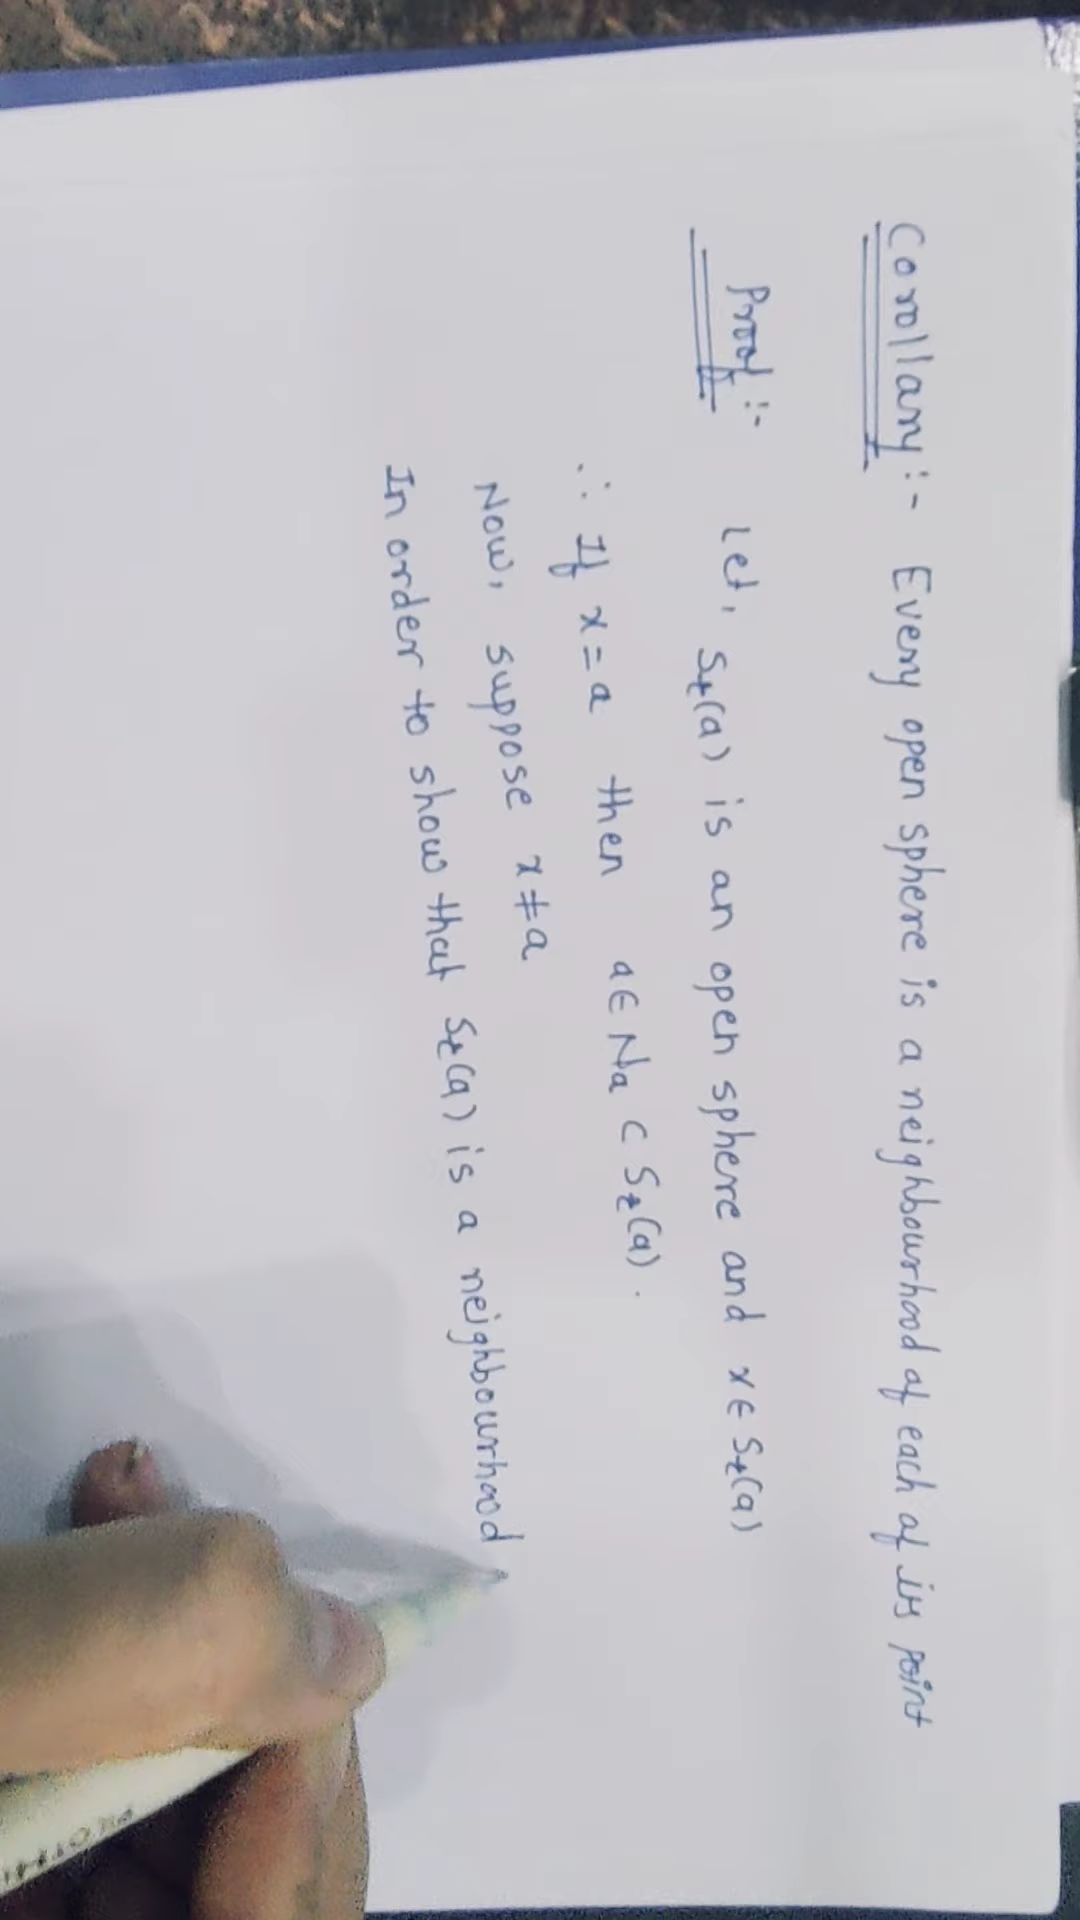 Corollary :- Every open sphere is a neighbourhood of each of its point
Proof :- Let, Sr(a) is an open sphere and x ∈ Sr(a)
∴ If x = a then a ∈ Na ⊂ Sr(a).
Now, suppose x ≠ a
In order to show that Sr(a) is a neighbourhood